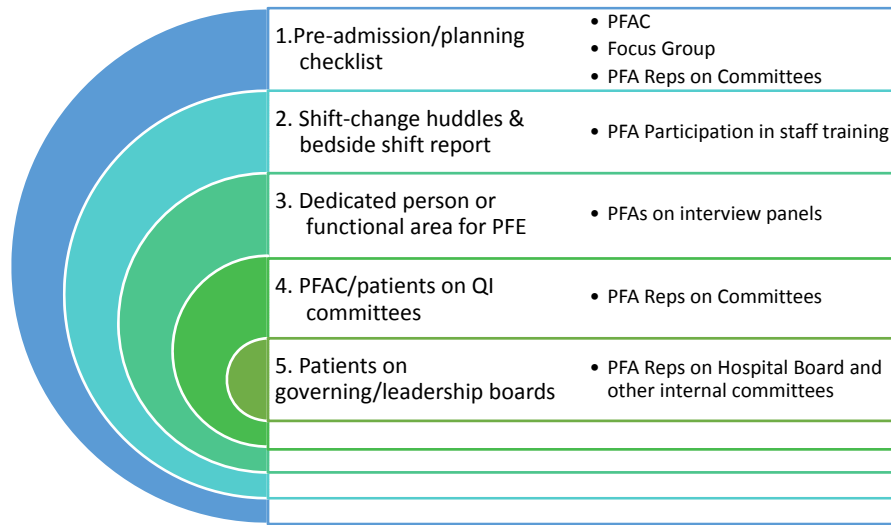 1.Pre-admission/planning
checklist
• PFAC
• Focus Group
• PFA Reps on Committees
2. Shift-change huddles &
bedside shift report
• PFA Participation in staff training
3. Dedicated person or
functional area for PFE
• PFAs on interview panels
4. PFAC/patients on QI
committees
• PFA Reps on Committees
5. Patients on
governing/leadership boards
• PFA Reps on Hospital Board and
other internal committees